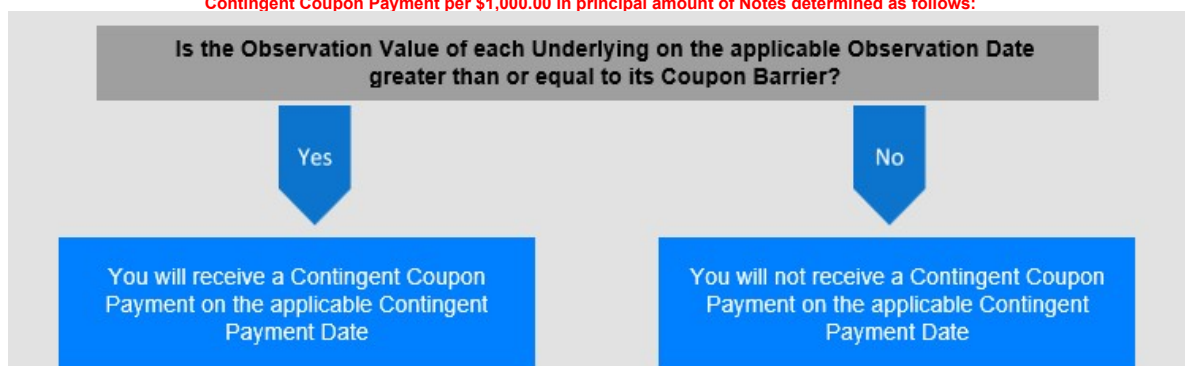 Contingent Coupon Payment per $1,000.00 in principal amount of Notes determined as follows:
Is the Observation Value of each Underlying on the applicable Observation Date
greater than or equal to its Coupon Barrier?
Yes
No
You will receive a Contingent Coupon
Payment on the applicable Contingent
Payment Date
You will not receive a Contingent Coupon
Payment on the applicable Contingent
Payment Date